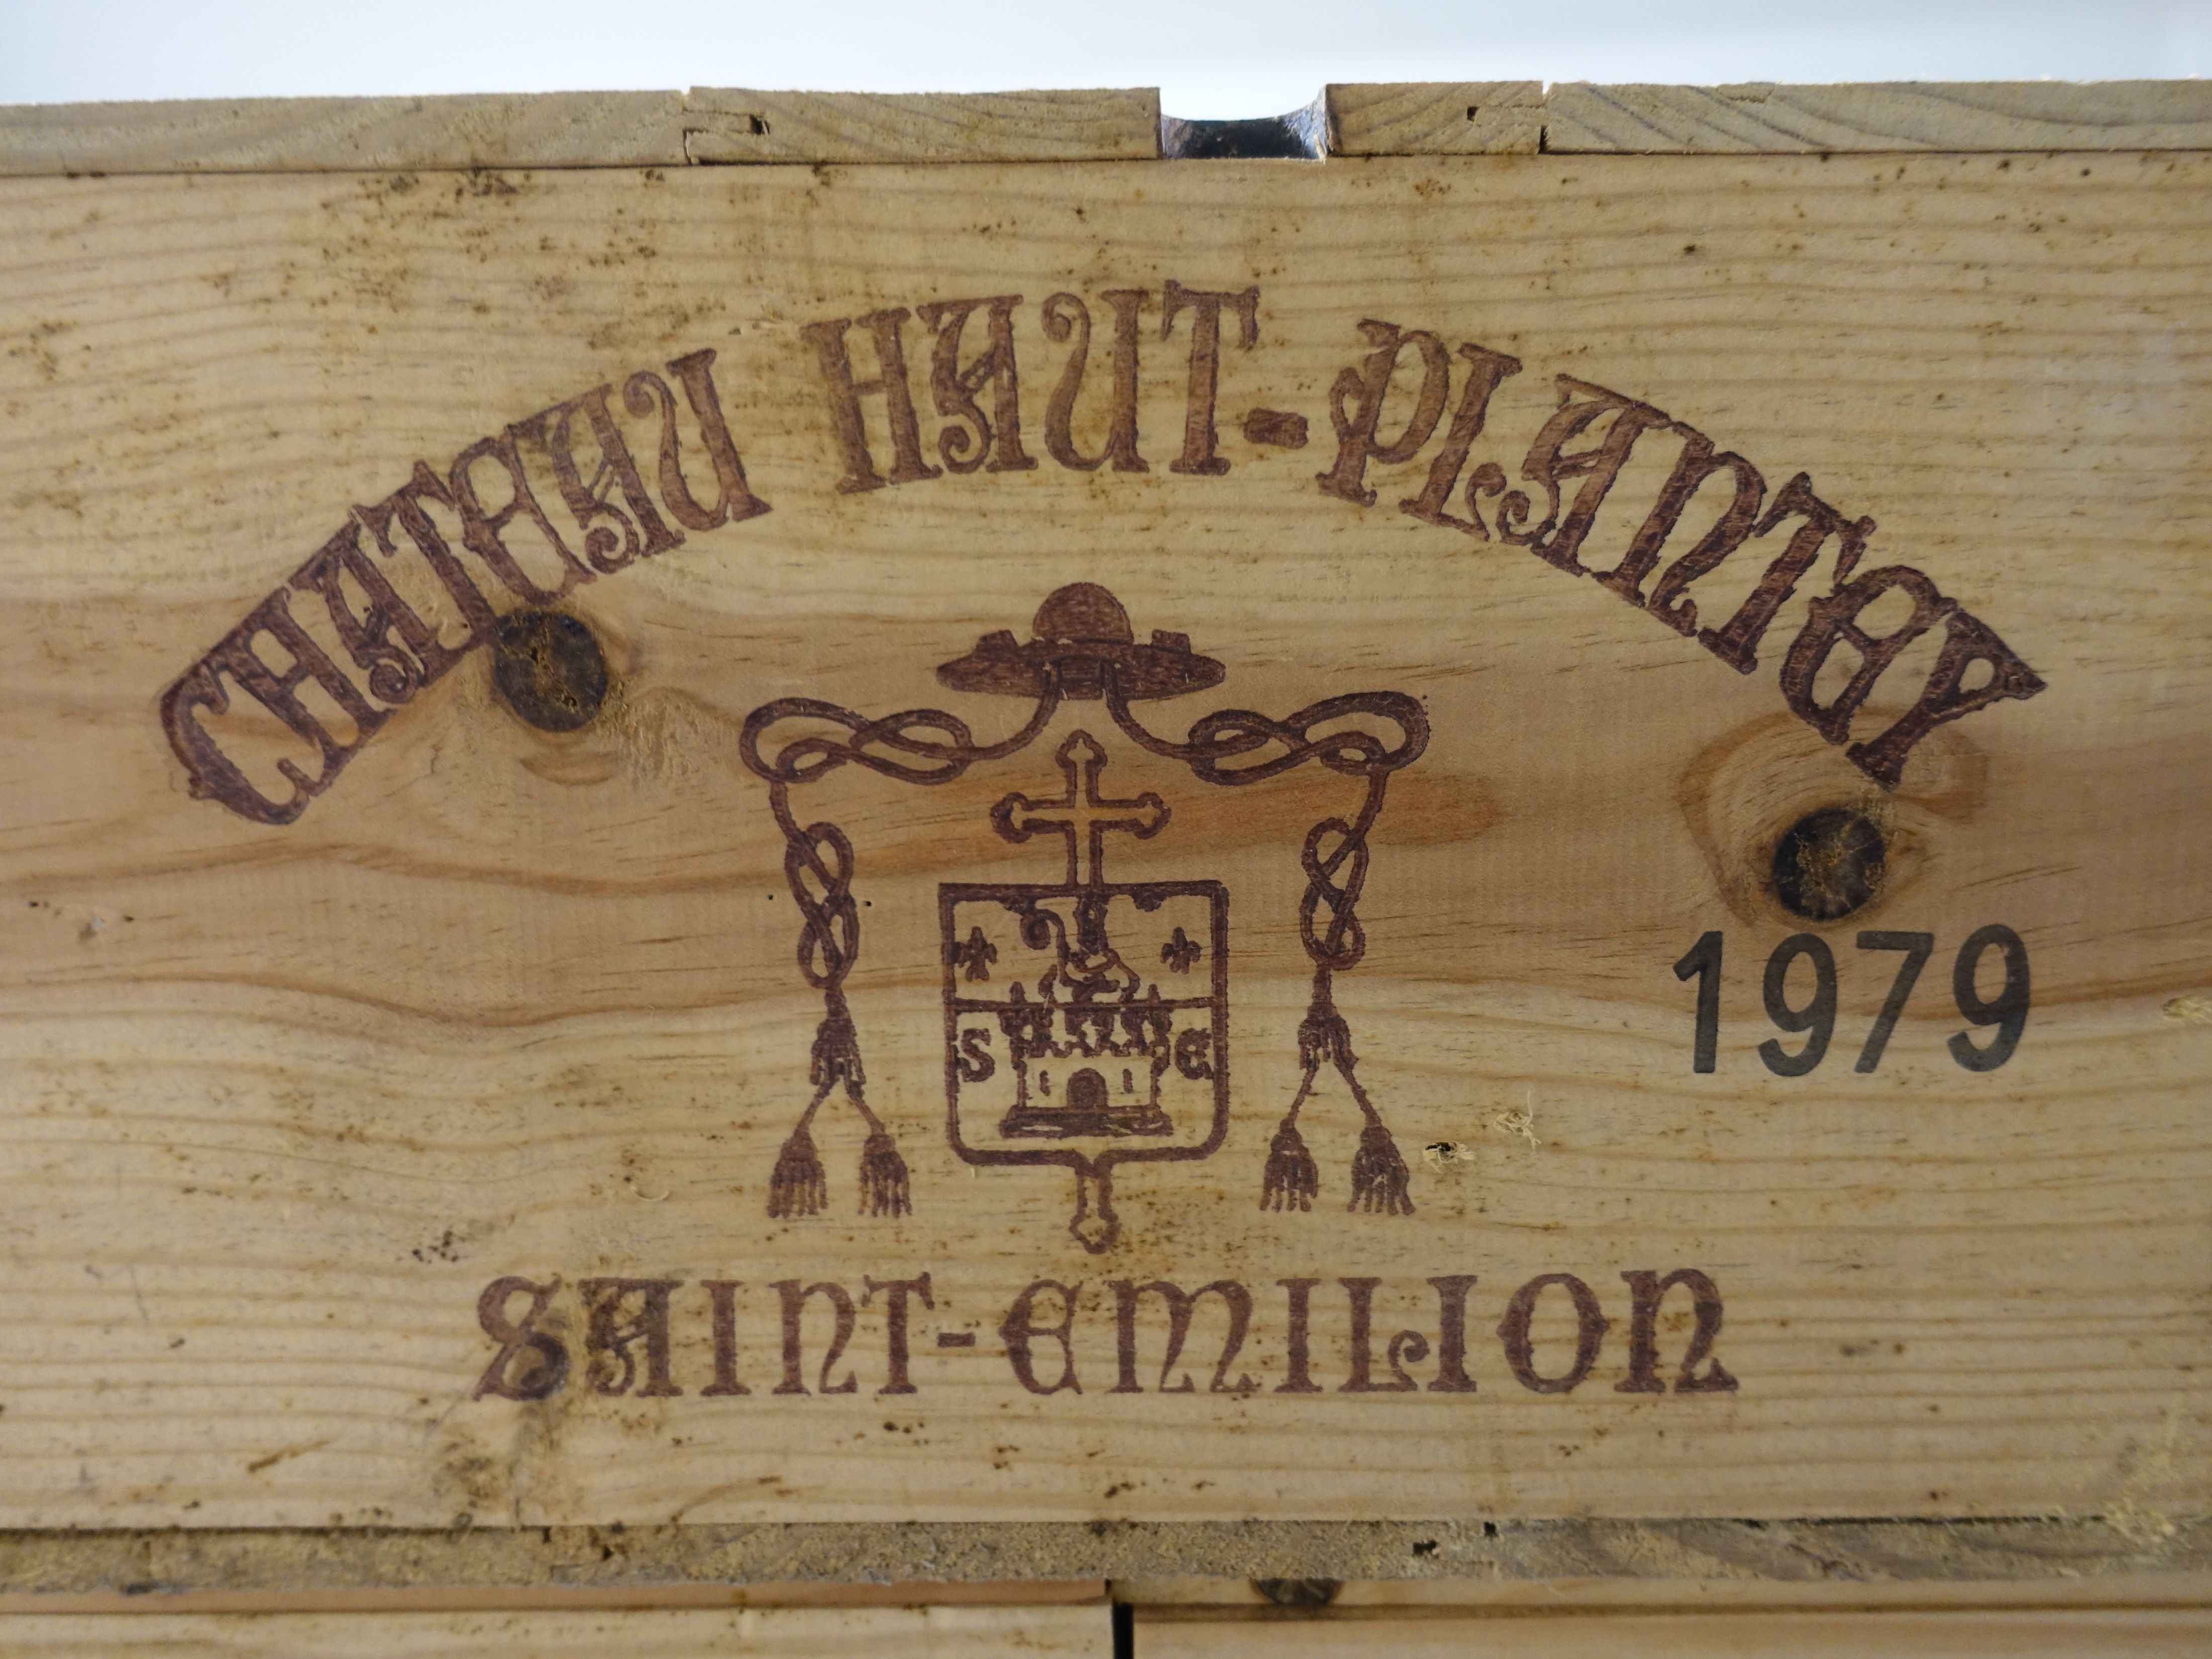 CHATEAU HAUT-PLANTEY
S E
1979
SAINT-EMILION